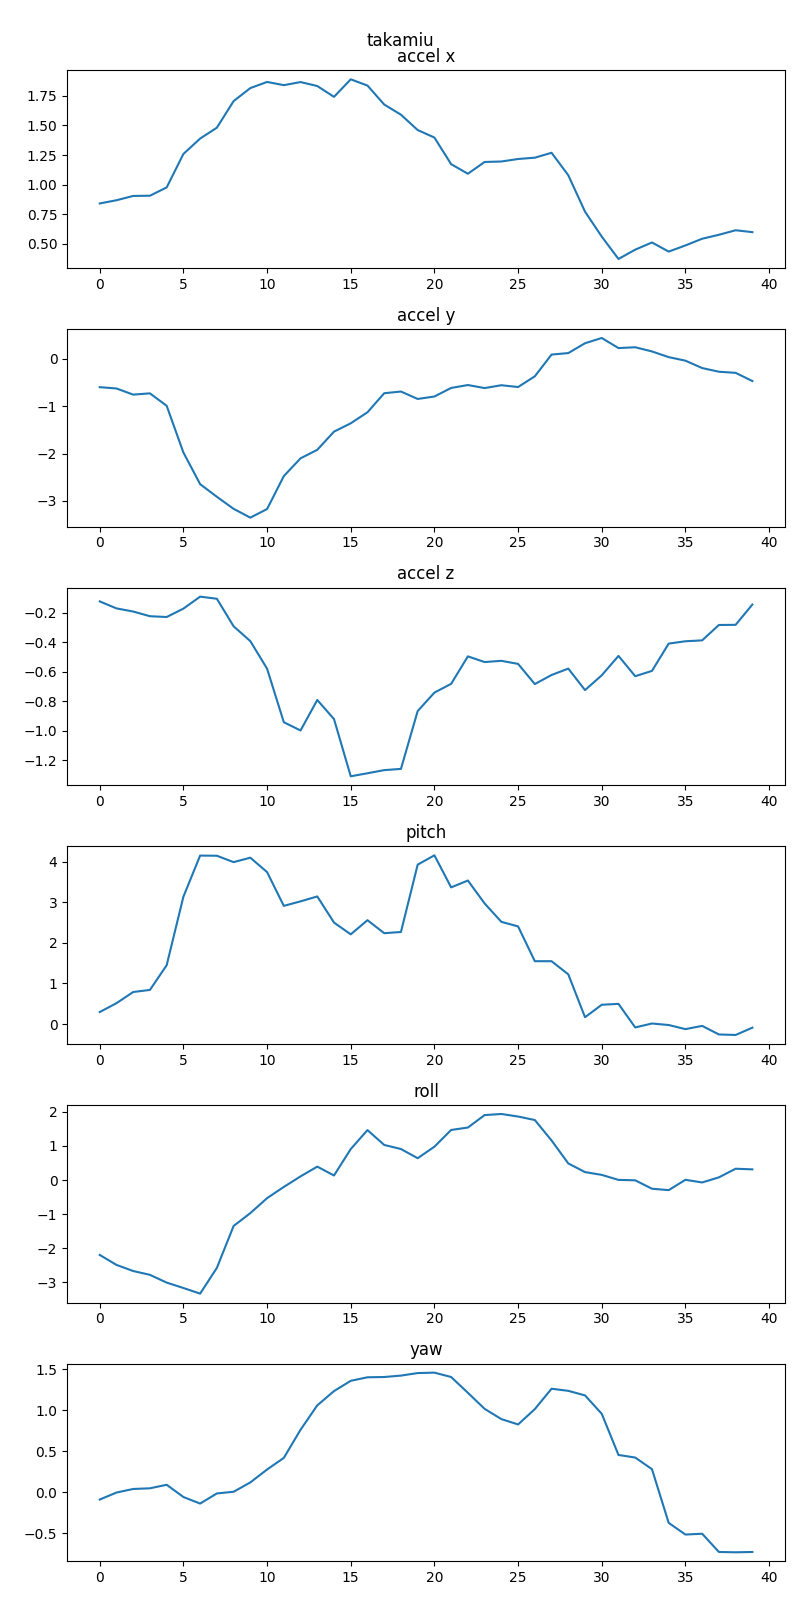 takamiu
accel x
1.75
1.50
1.25
1.00
0.75
0.50
0 5 10 15 20 25 30 35 40
accel y
0
−1
−2
−3
0 5 10 15 20 25 30 35 40
accel z
−0.2
−0.4
−0.6
−0.8
−1.0
−1.2
0 5 10 15 20 25 30 35 40
pitch
4
3
2
1
0
0 5 10 15 20 25 30 35 40
roll
2
1
0
−1
−2
−3
0 5 10 15 20 25 30 35 40
yaw
1.5
1.0
0.5
0.0
−0.5
0 5 10 15 20 25 30 35 40